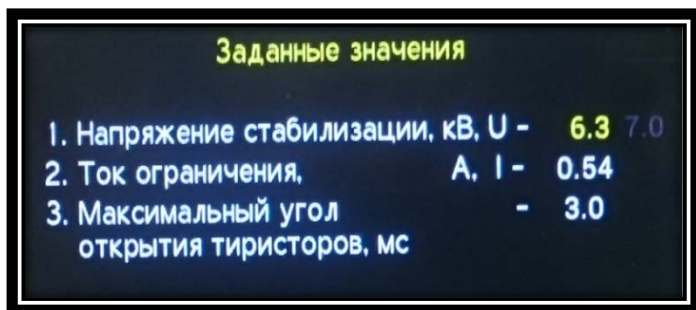 Заданные значения
1. Напряжение стабилизации, кВ, U - 6.3 7.0
2. Ток ограничения, А, I - 0.54
3. Максимальный угол - 3.0
открытия тиристоров, мс